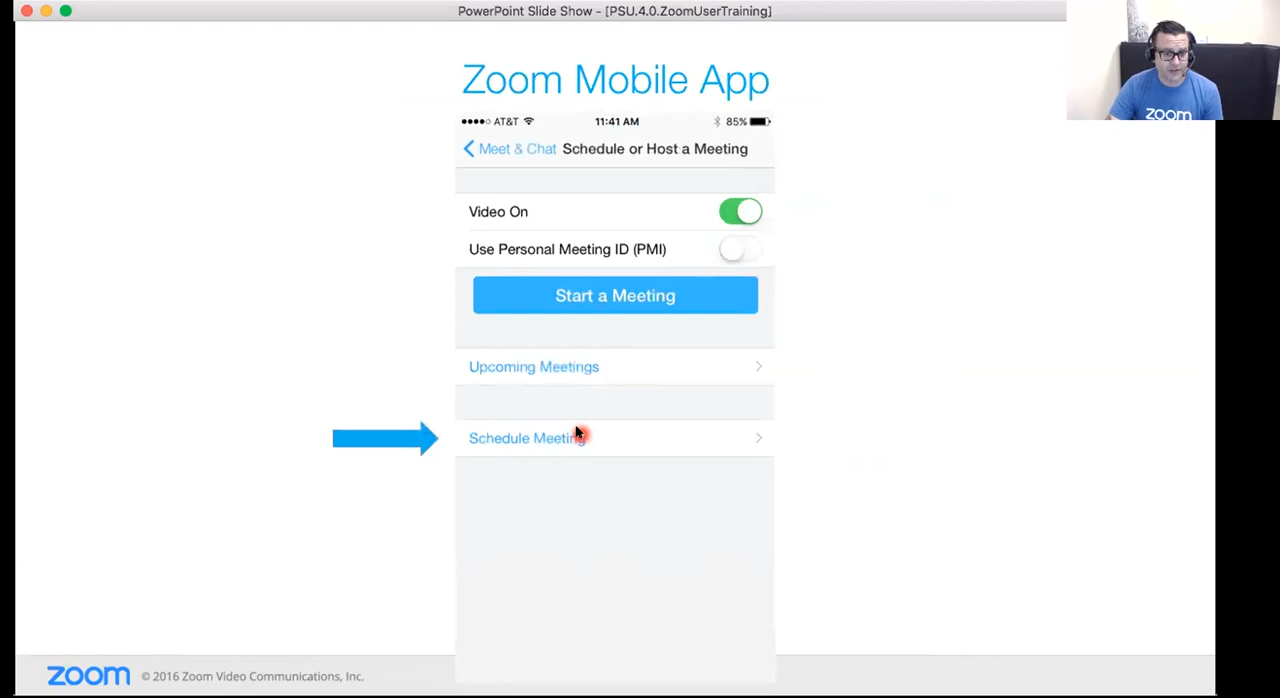 PowerPoint Slide Show - [PSU.4.0.ZoomUserTraining]
zoom
Zoom Mobile App
AT&T 11:41 AM 85%
Meet & Chat Schedule or Host a Meeting
Video On
Use Personal Meeting ID (PMI)
Start a Meeting
Upcoming Meetings
Schedule Meeting
zoom © 2016 Zoom Video Communications, Inc.